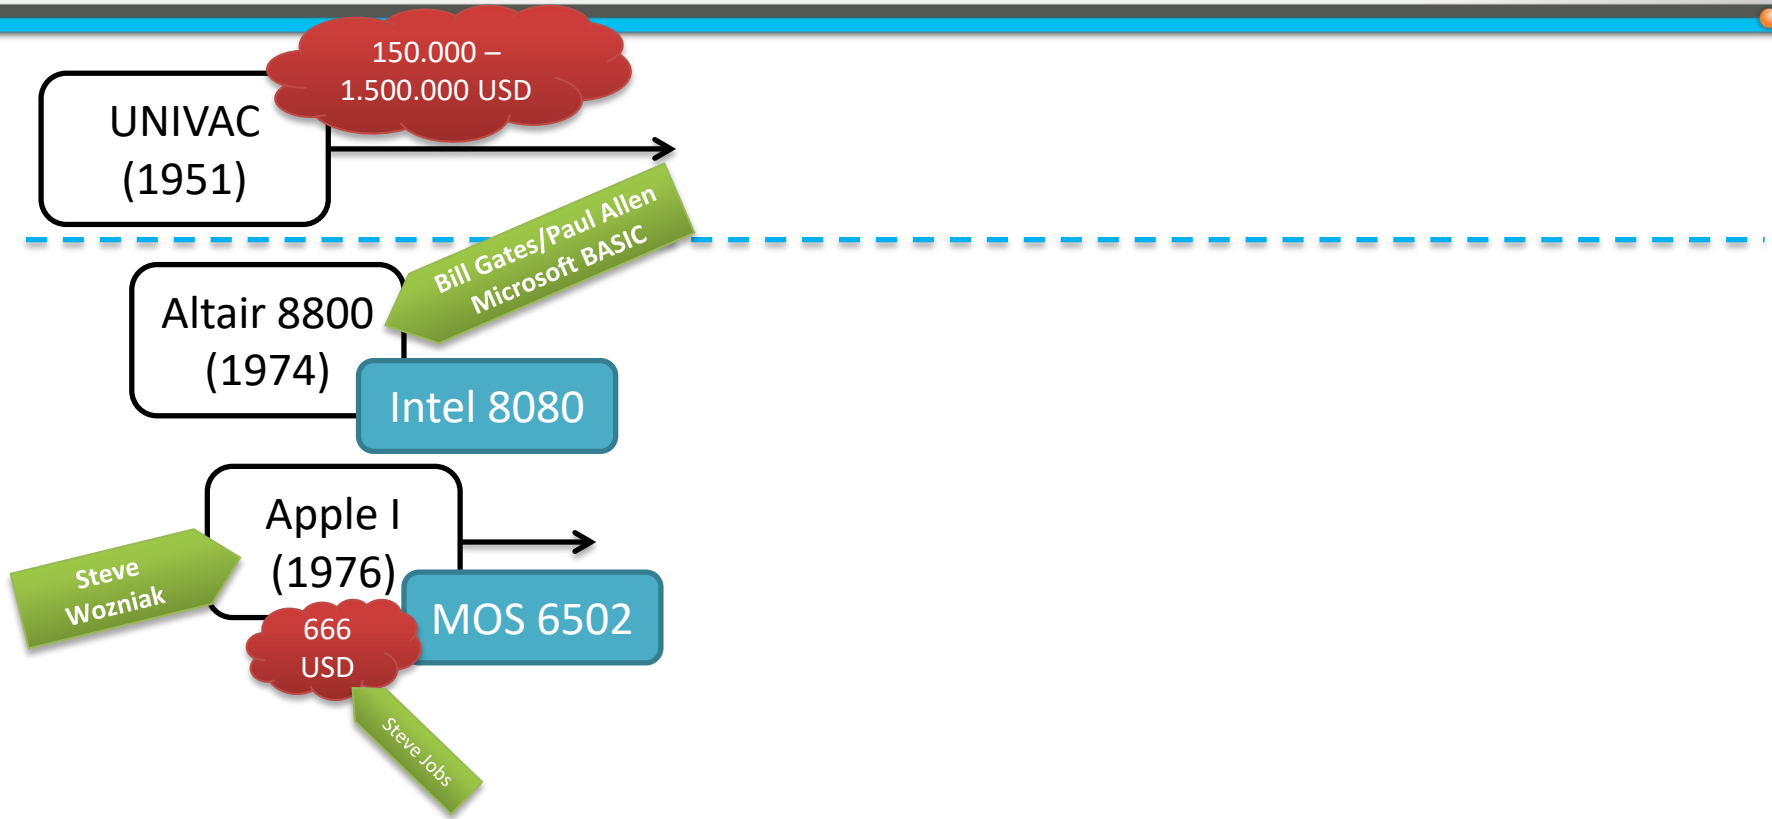 150.000 –
1.500.000 USD
UNIVAC
(1951)
Bill Gates/Paul Allen
Microsoft BASIC
Altair 8800
(1974)
Intel 8080
Apple I
(1976)
Steve
Wozniak
MOS 6502
666
USD
Steve Jobs